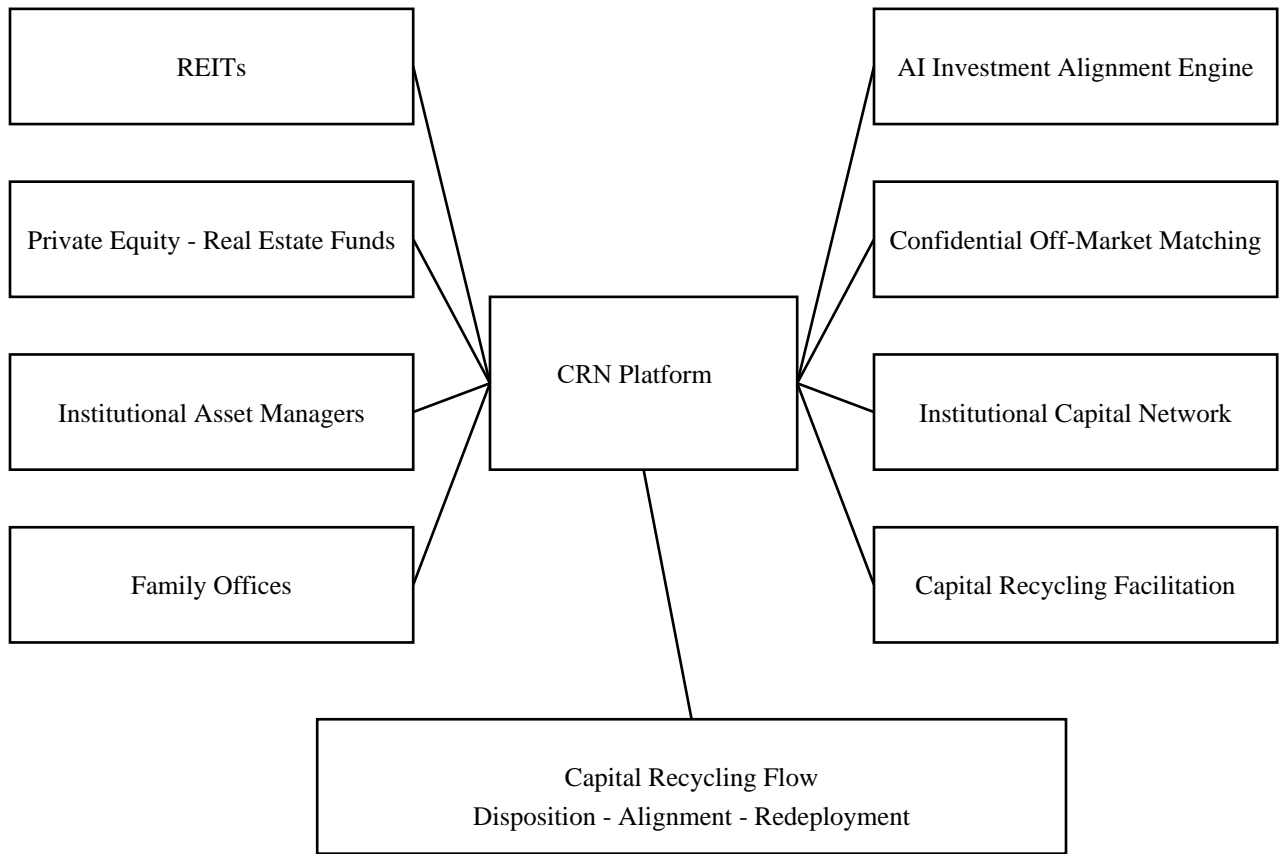 REITs
Private Equity - Real Estate Funds
Institutional Asset Managers
Family Offices
CRN Platform
AI Investment Alignment Engine
Confidential Off-Market Matching
Institutional Capital Network
Capital Recycling Facilitation
Capital Recycling Flow
Disposition - Alignment - Redeployment